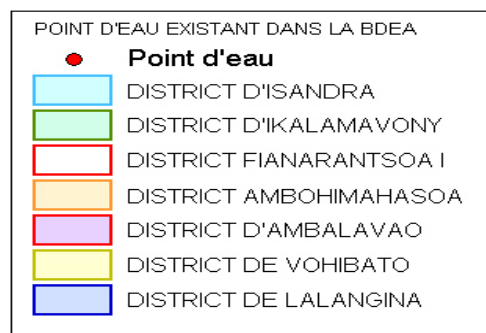 POINT D'EAU EXISTANT DANS LA BDEA
Point d'eau
DISTRICT D'ISANDRA
DISTRICT D'IKALAMAVONY
DISTRICT FIANARANTSOA I
DISTRICT AMBOHIMAHASOA
DISTRICT D'AMBALAVAO
DISTRICT DE VOHIBATO
DISTRICT DE LALANGINA